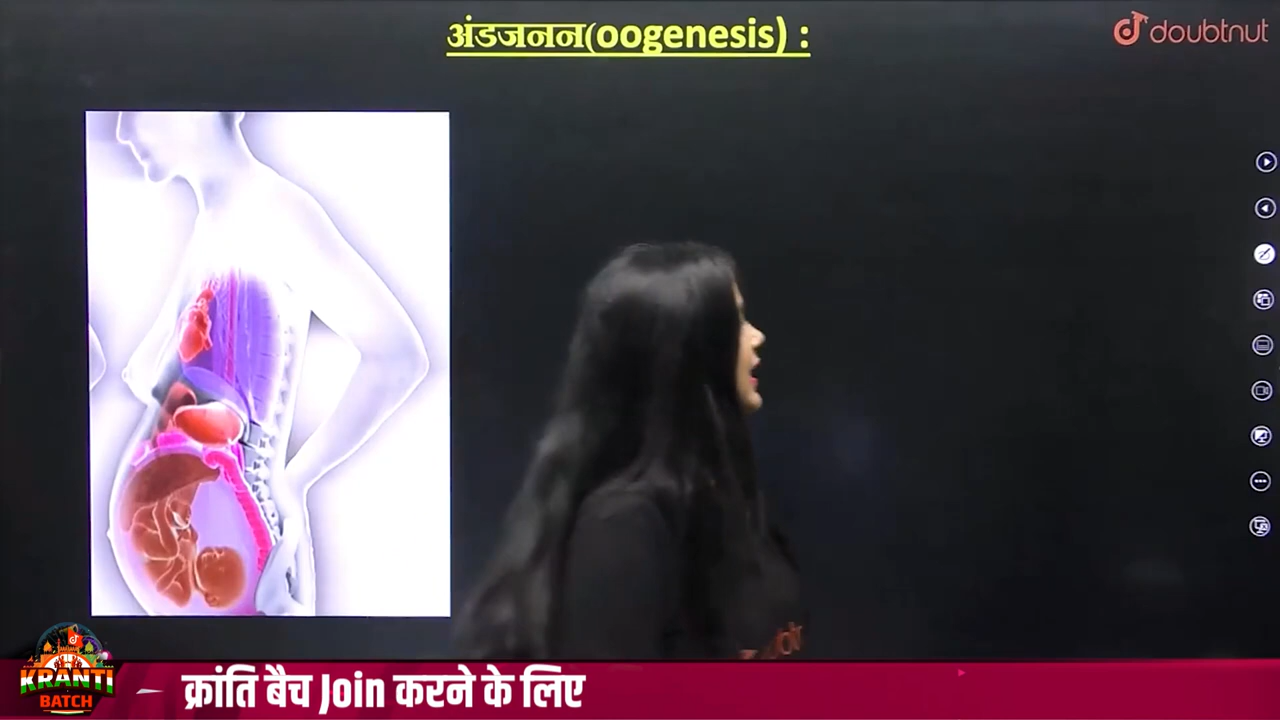 अंडजनन(oogenesis) :
doubtnut
KRANTI
BATCH
क्रांति बैच Join करने के लिए